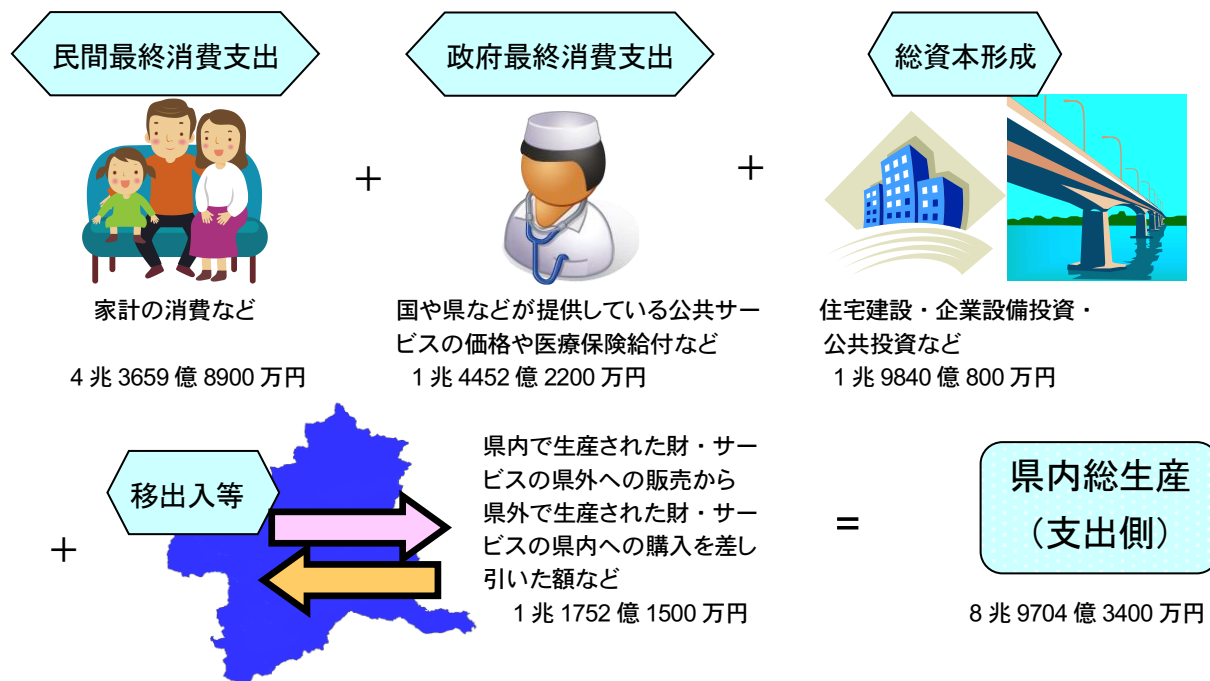 民間最終消費支出
政府最終消費支出
総資本形成
+
+
家計の消費など
4 兆 3659 億 8900 万円
国や県などが提供している公共サー
ビスの価格や医療保険給付など
1 兆 4452 億 2200 万円
住宅建設・企業設備投資・
公共投資など
1 兆 9840 億 800 万円
+
移出入等
県内で生産された財・サー
ビスの県外への販売から
県外で生産された財・サー
ビスの県内への購入を差し
引いた額など
1 兆 1752 億 1500 万円
=
県内総生産
（支出側）
8 兆 9704 億 3400 万円